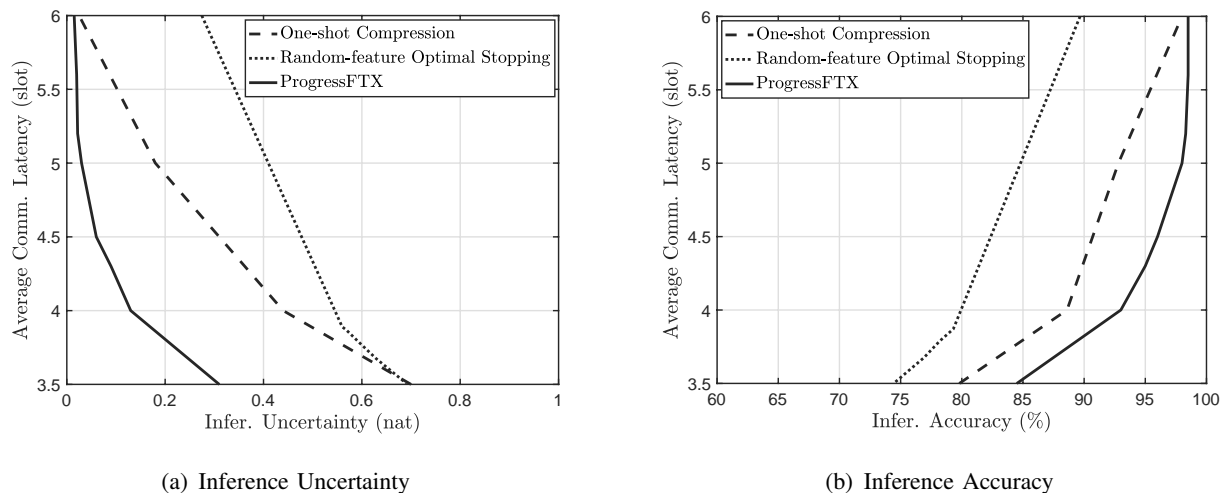 Average Comm. Latency (slot)
6
5.5
5
4.5
4
3.5
0
0.2
0.4
0.6
0.8
1
Infer. Uncertainty (nat)
One-shot Compression
Random-feature Optimal Stopping
ProgressFTX
(a) Inference Uncertainty
Average Comm. Latency (slot)
6
5.5
5
4.5
4
3.5
60
65
70
75
80
85
90
95
100
Infer. Accuracy (%)
One-shot Compression
Random-feature Optimal Stopping
ProgressFTX
(b) Inference Accuracy